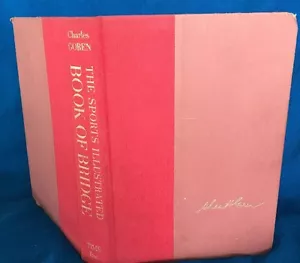 Charles
GOREN
THE SPORTS ILLUSTRATED
BOOK OF BRIDGE